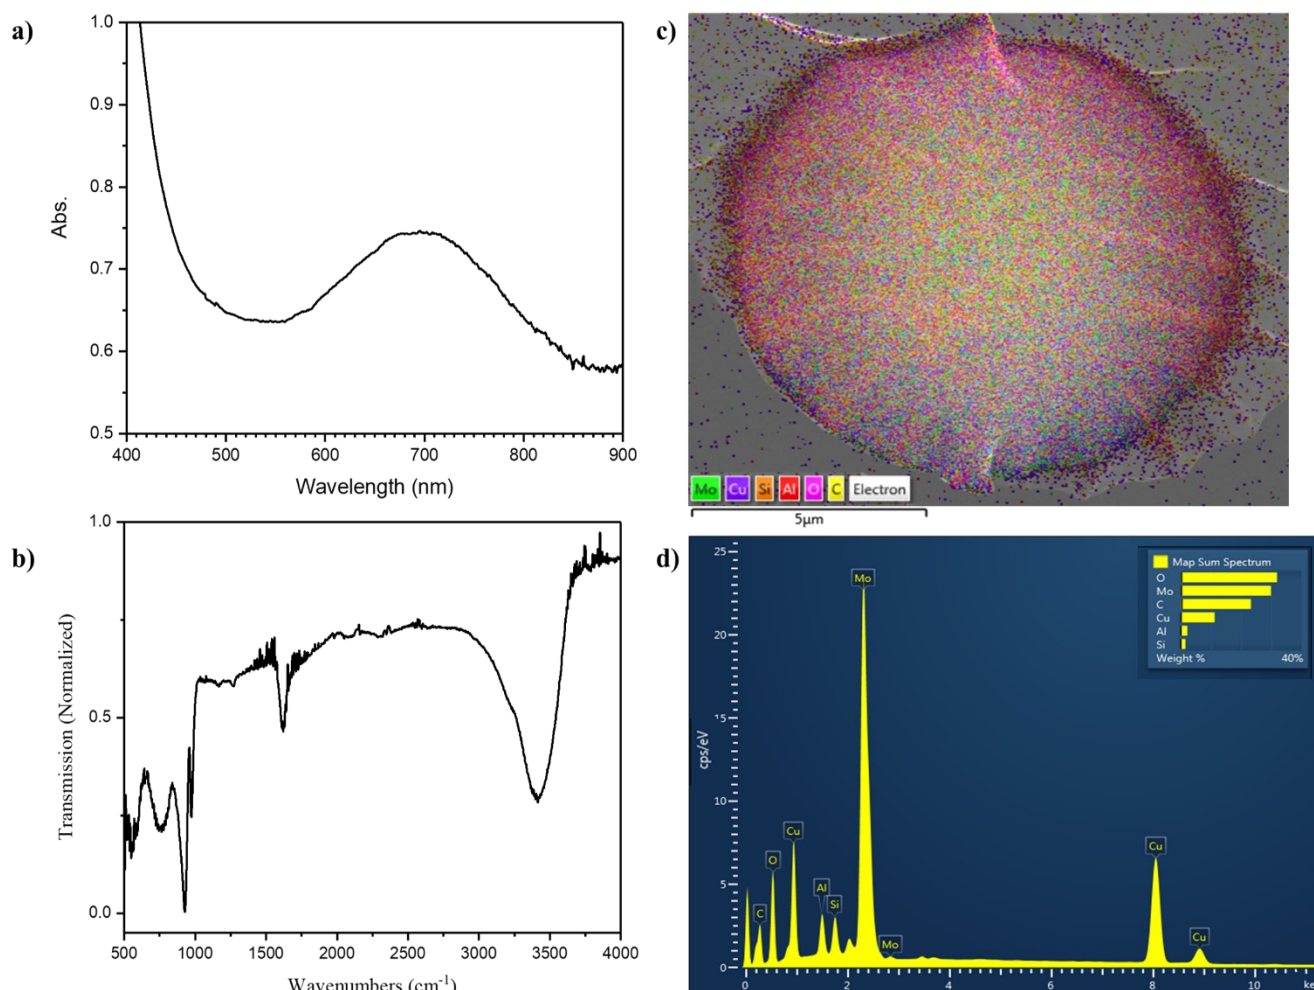 a)
1.0
0.9
0.8
0.7
0.6
0.5
Abs.
400 500 600 700 800 900
Wavelength (nm)
b)
1.0
0.5
0.0
Transmission (Normalized)
500 1000 1500 2000 2500 3000 3500 4000
Wavenumbers (cm⁻¹)
c)
Mo Cu Si Al O C Electron
5µm
d)
25
20
15
10
5
0
cps/eV
C
O
Cu
Al
Si
Mo
Mo
Cu
Cu
0 2 4 6 8 10
Map Sum Spectrum
O
Mo
C
Cu
Al
Si
Weight % 40%